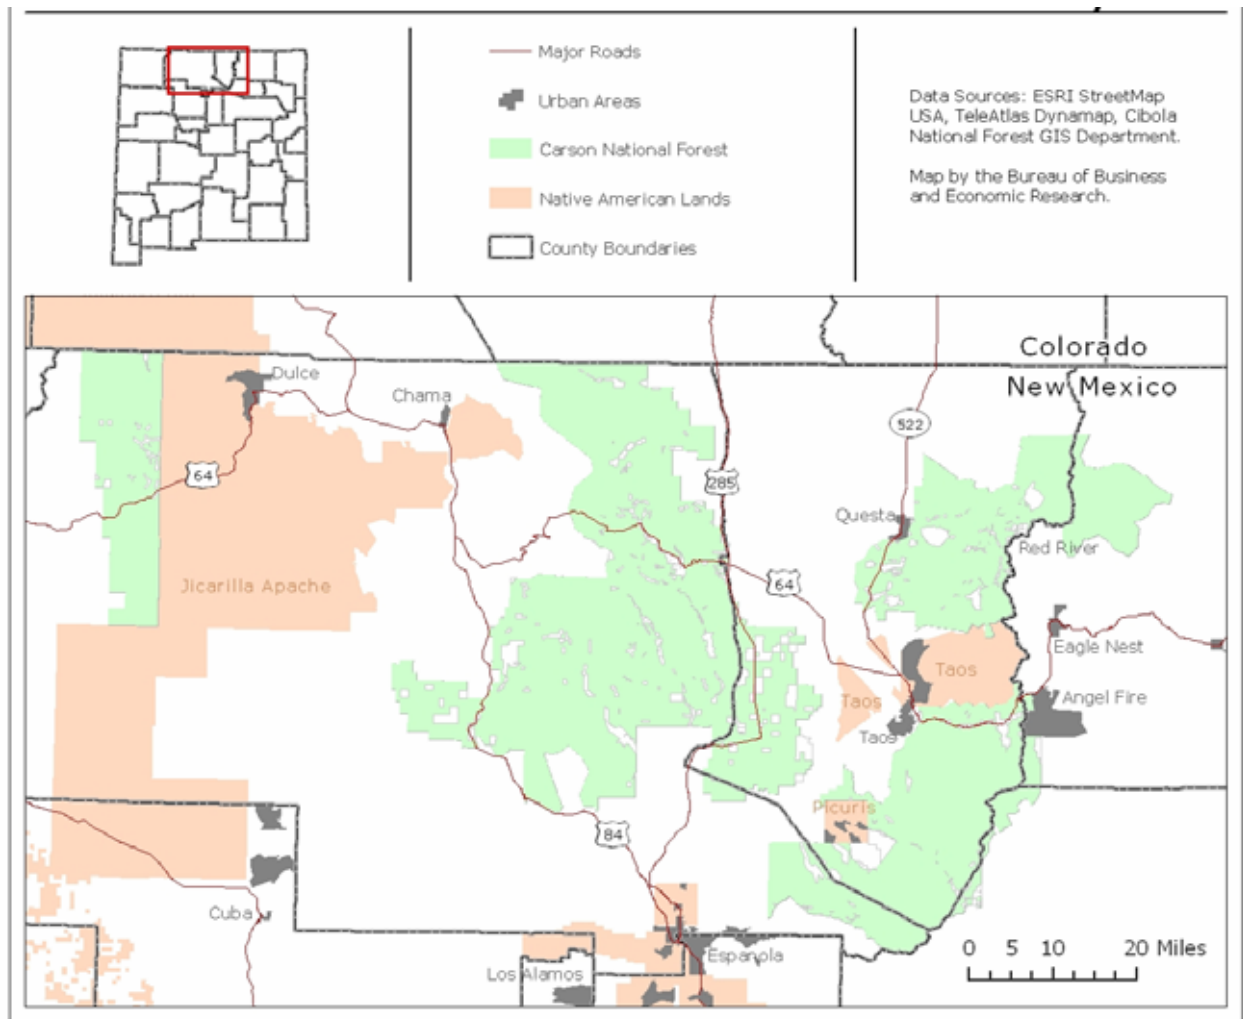 Major Roads
Urban Areas
Carson National Forest
Native American Lands
County Boundaries
Data Sources: ESRI StreetMap
USA, TeleAtlas Dynamap, Cibola
National Forest GIS Department.
Map by the Bureau of Business
and Economic Research.
Colorado
New Mexico
Dulce
Chama
522
64
285
Questa
Red River
Jicarilla Apache
64
Eagle Nest
Taos
Taos
Angel Fire
Taos
Picuris
84
Cuba
Espanola
Los Alamos
0 5 10 20 Miles